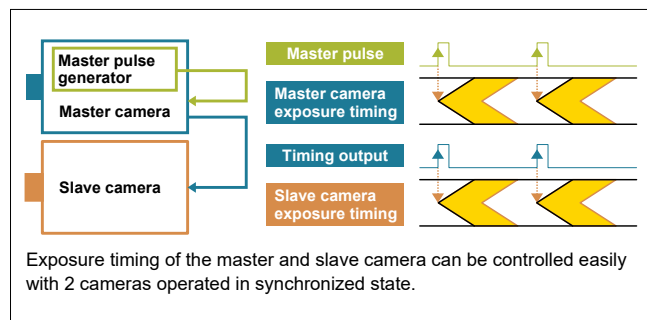 Master pulse
generator
Master camera
Slave camera
Master pulse
Master camera
exposure timing
Timing output
Slave camera
exposure timing
Exposure timing of the master and slave camera can be controlled easily
with 2 cameras operated in synchronized state.